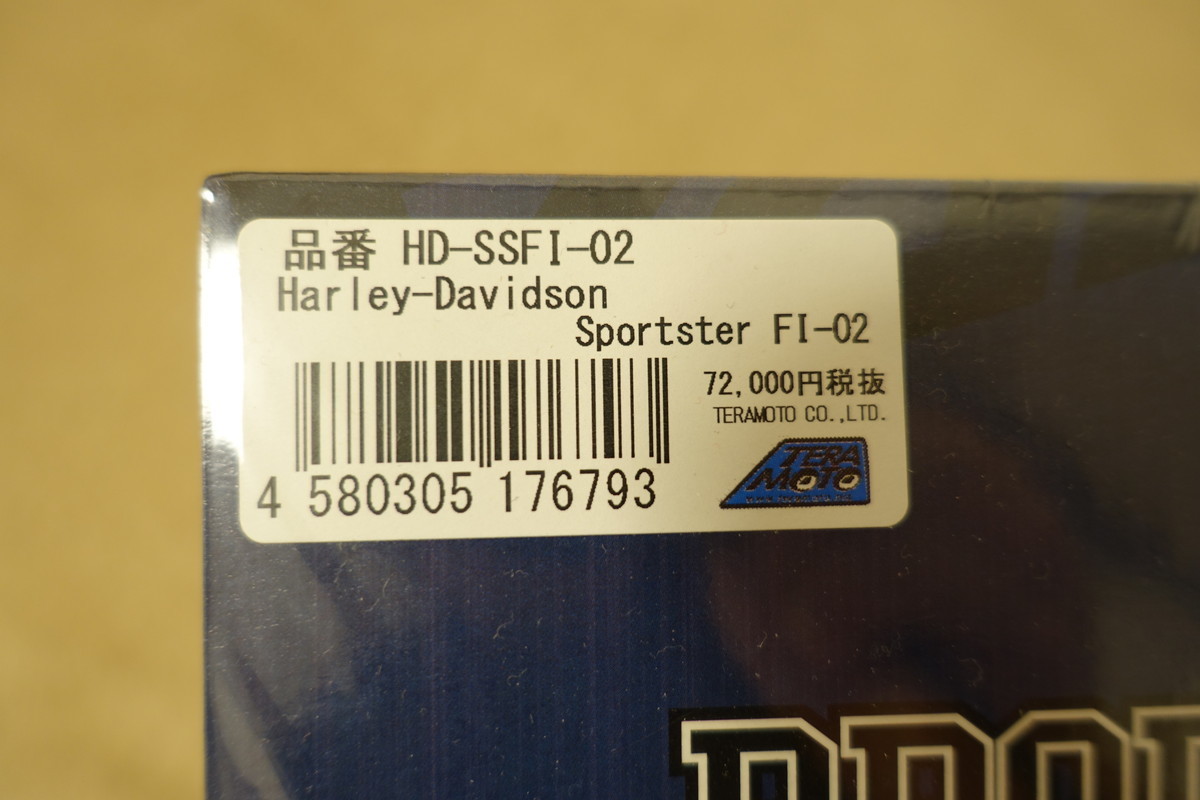 品番 HD-SSFI-02
Harley-Davidson
Sportster FI-02
72,000円税抜
TERAMOTO CO.,LTD.
TERA
MOTO
4 580305 176793